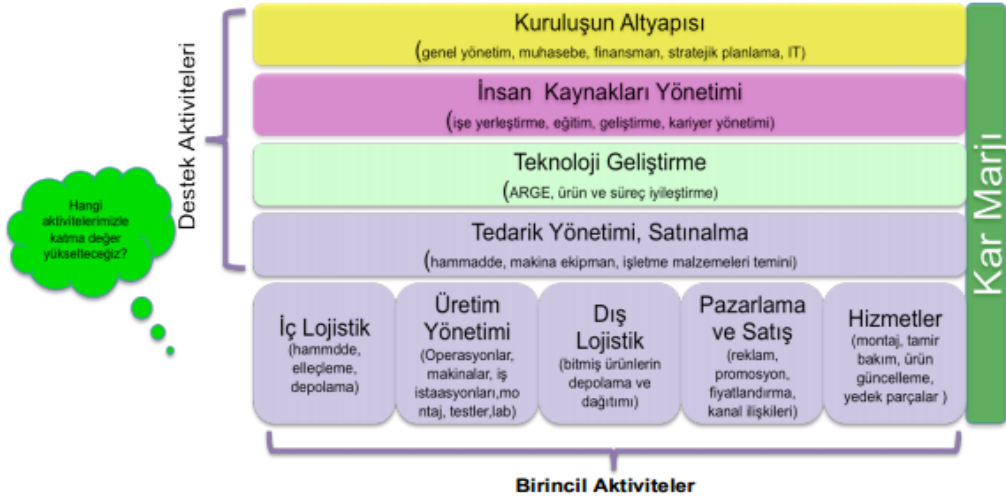 Destek Aktiviteleri
Kuruluşun Altyapısı
(genel yönetim, muhasebe, finansman, stratejik planlama, IT)
İnsan Kaynakları Yönetimi
(işe yerleştirme, eğitim, geliştirme, kariyer yönetimi)
Teknoloji Geliştirme
(ARGE, ürün ve süreç iyileştirme)
Tedarik Yönetimi, Satınalma
(hammadde, makina ekipman, işletme malzemeleri temini)
Kar Marjı
Hangi
aktivitelerimizle
katma değer
yükselteceğiz?
İç Lojistik
(hammdde,
elleçleme,
depolama)
Üretim
Yönetimi
(Operasyonlar,
makinalar, iş
istaasyonları,mo
ntaj, testler,lab)
Dış
Lojistik
(bitmiş ürünlerin
depolama ve
dağıtımı)
Pazarlama
ve Satış
(reklam,
promosyon,
fiyatlandırma,
kanal ilişkileri)
Hizmetler
(montaj, tamir
bakım, ürün
güncelleme,
yedek parçalar )
Birincil Aktiviteler